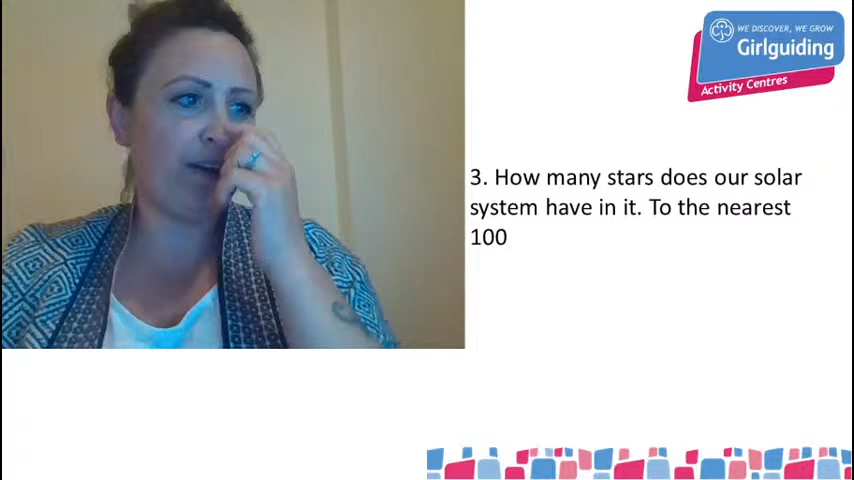 WE DISCOVER, WE GROW
Girlguiding
Activity Centres
3. How many stars does our solar
system have in it. To the nearest
100